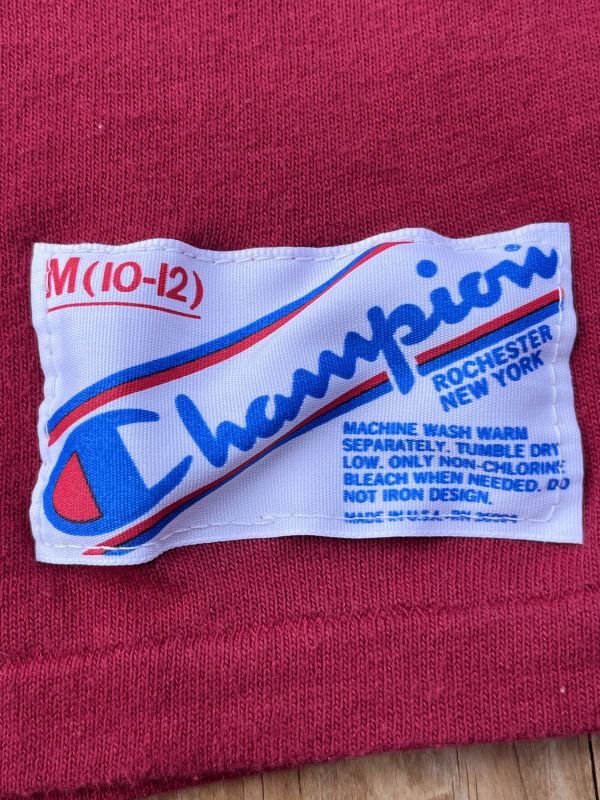 M(10-12)
Champion
ROCHESTER
NEW YORK
MACHINE WASH WARM
SEPARATELY. TUMBLE DRY
LOW. ONLY NON-CHLORINE
BLEACH WHEN NEEDED. DO
NOT IRON DESIGN.
MADE IN U.S.A. RN